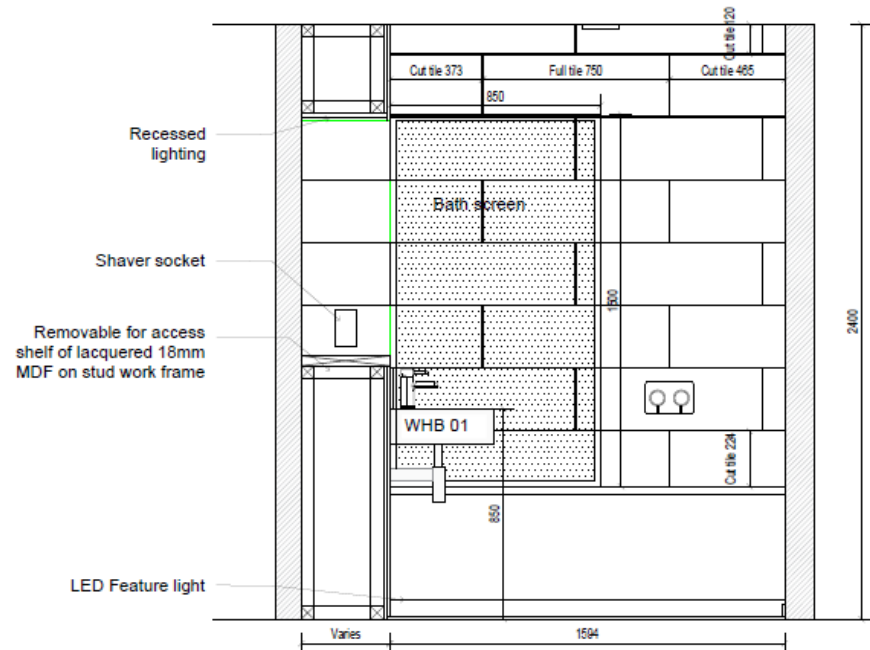 Cut tile 120
Cut tile 373
Full tile 750
Cut tile 465
850
Recessed
lighting
Bath screen
Shaver socket
1500
2400
Removable for access
shelf of lacquered 18mm
MDF on stud work frame
WHB 01
Cut tile 224
850
LED Feature light
Varies
1594